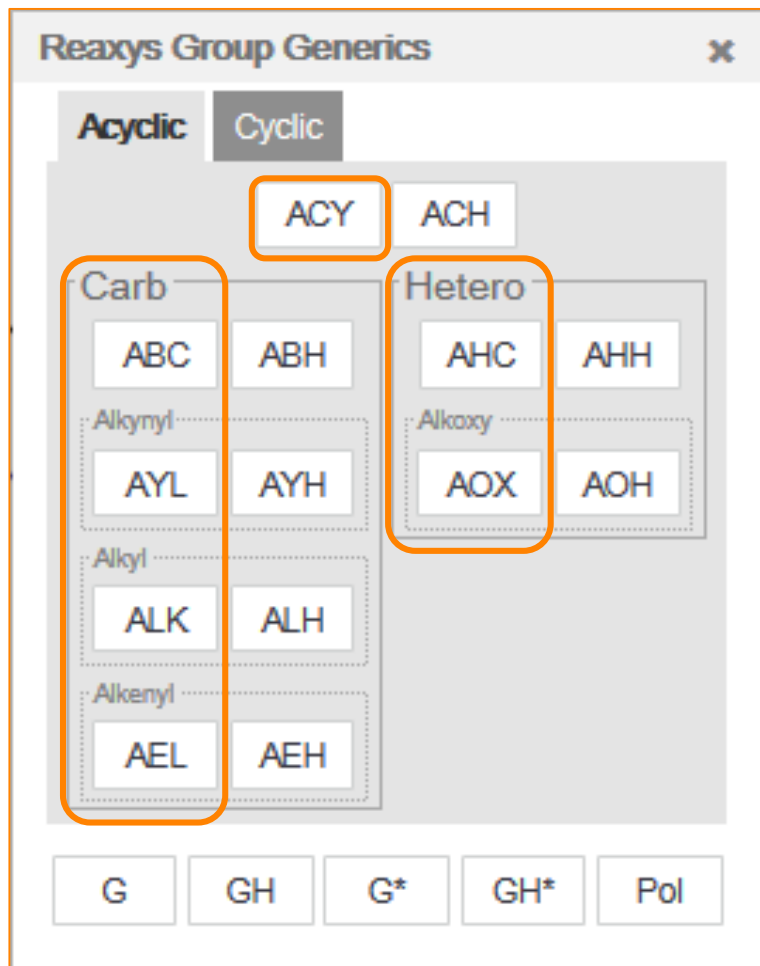 Reaxys Group Generics ×
Acyclic Cyclic
ACY ACH
Carb Hetero
ABC ABH AHC AHH
Alkynyl Alkoxy
AYL AYH AOX AOH
Alkyl
ALK ALH
Alkenyl
AEL AEH
G GH G* GH* Pol